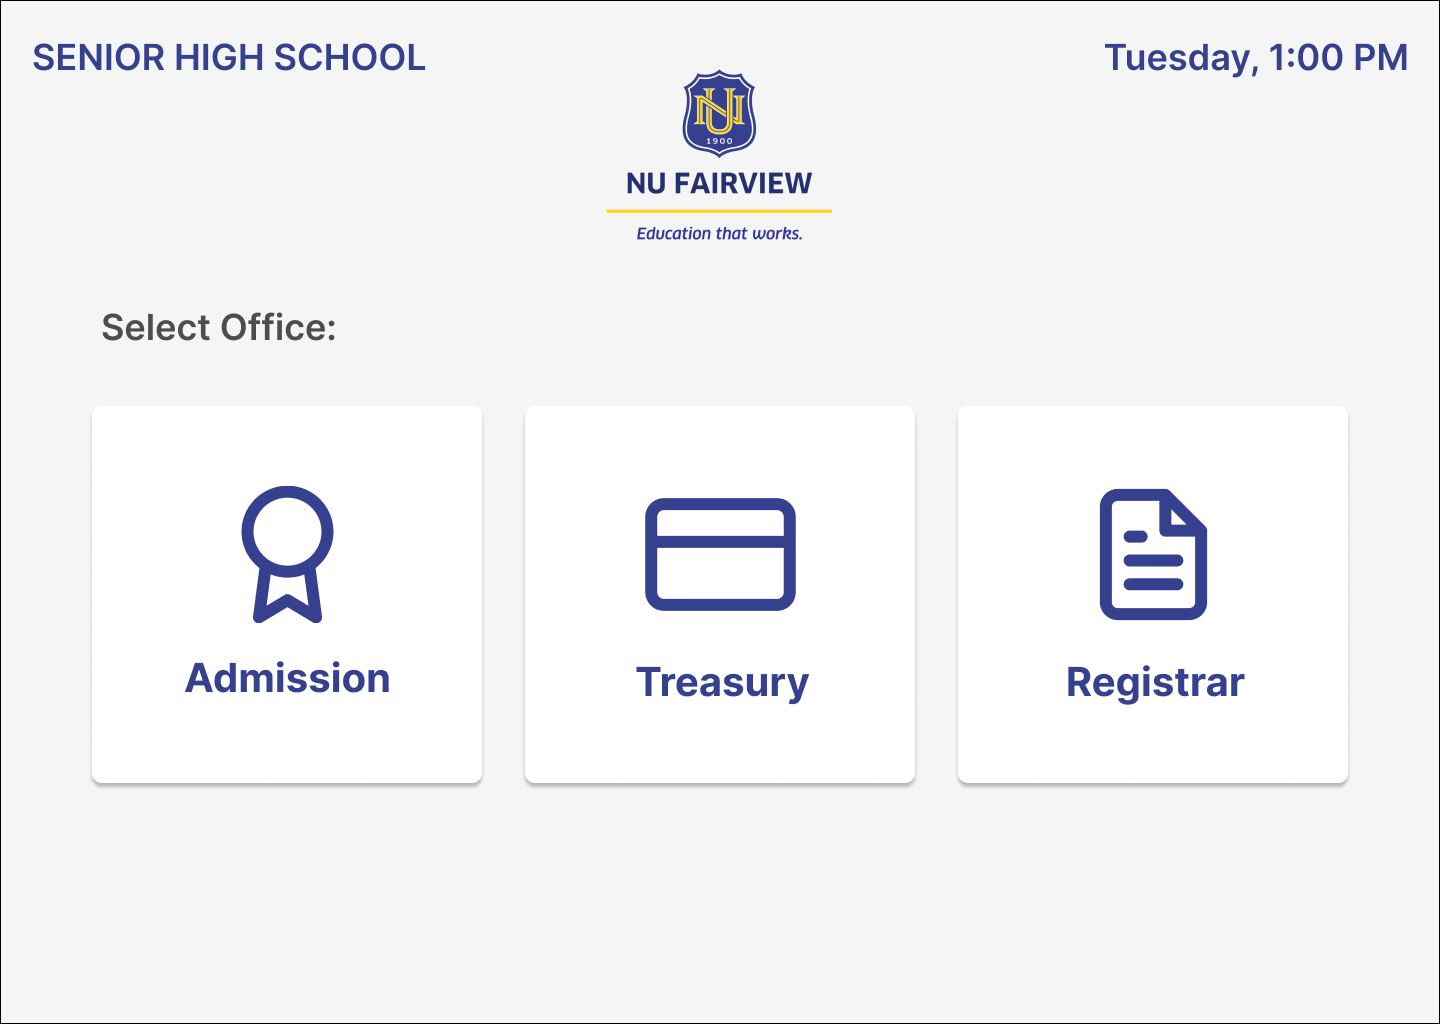 SENIOR HIGH SCHOOL
Tuesday, 1:00 PM
NU
1900
NU FAIRVIEW
Education that works.
Select Office:
Admission
Treasury
Registrar